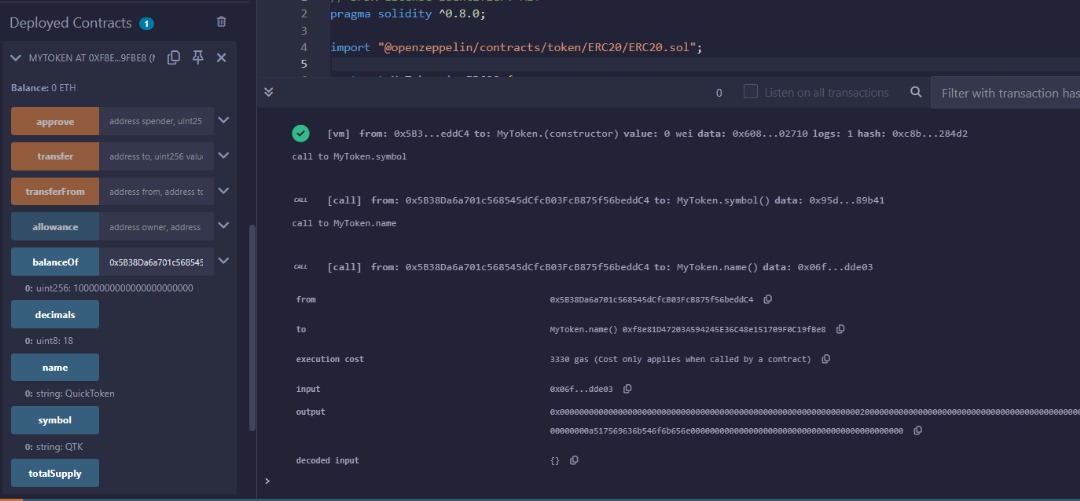 Deployed Contracts 1
MYTOKEN AT 0XF8E...9FBE8 (
Balance: 0 ETH
approve address spender, uint25
transfer address to, uint256 valu
transferFrom address from, address to
allowance address owner, address
balanceOf 0x5B38Da6a701c568545
0: uint256: 
decimals
0: uint8: 18
name
0: string: QuickToken
symbol
0: string: QTK
totalSupply
2 pragma solidity ^0.8.0;
3
4 import "@openzeppelin/contracts/token/ERC20/ERC20.sol";
5
0 Listen on all transactions Filter with transaction has
[vm] from: 0x5B3...eddC4 to: MyToken.(constructor) value: 0 wei data: 0x608...02710 logs: 1 hash: 0xc8b...284d2
call to MyToken.symbol
CALL [call] from: 0x5B38Da6a701c568545dCfcB03FcB875f56beddC4 to: MyToken.symbol() data: 0x95d...89b41
call to MyToken.name
CALL [call] from: 0x5B38Da6a701c568545dCfcB03FcB875f56beddC4 to: MyToken.name() data: 0x06f...dde03
from 0x5B38Da6a701c568545dCfcB03FcB875f56beddC4
to MyToken.name() 0xf8e81D47203A594245E36C48e151709F0C19fBe8
execution cost 3330 gas (Cost only applies when called by a contract)
input 0x06f...dde03
output
decoded input {}
>